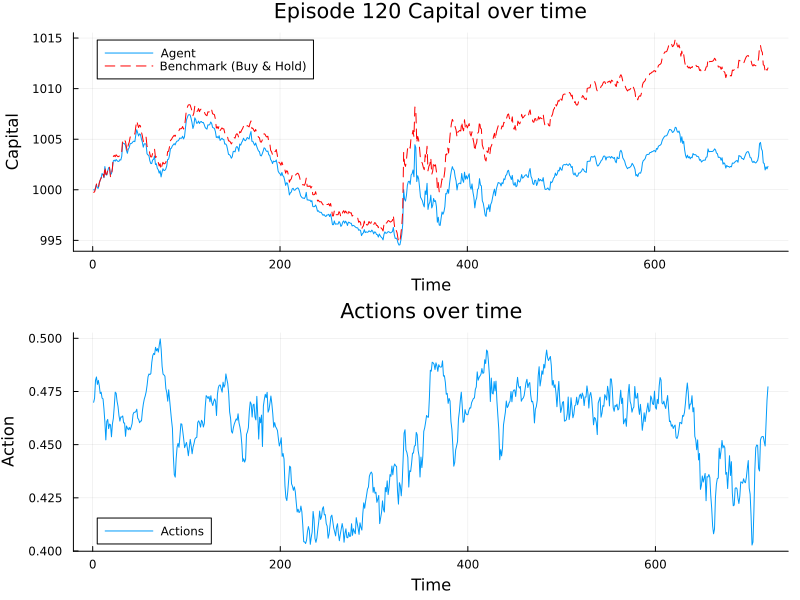 Episode 120 Capital over time
1015
1010
1005
1000
995
Capital
Agent
Benchmark (Buy & Hold)
0
200
400
600
Time
Actions over time
0.500
0.475
0.450
0.425
0.400
Action
Actions
0
200
400
600
Time